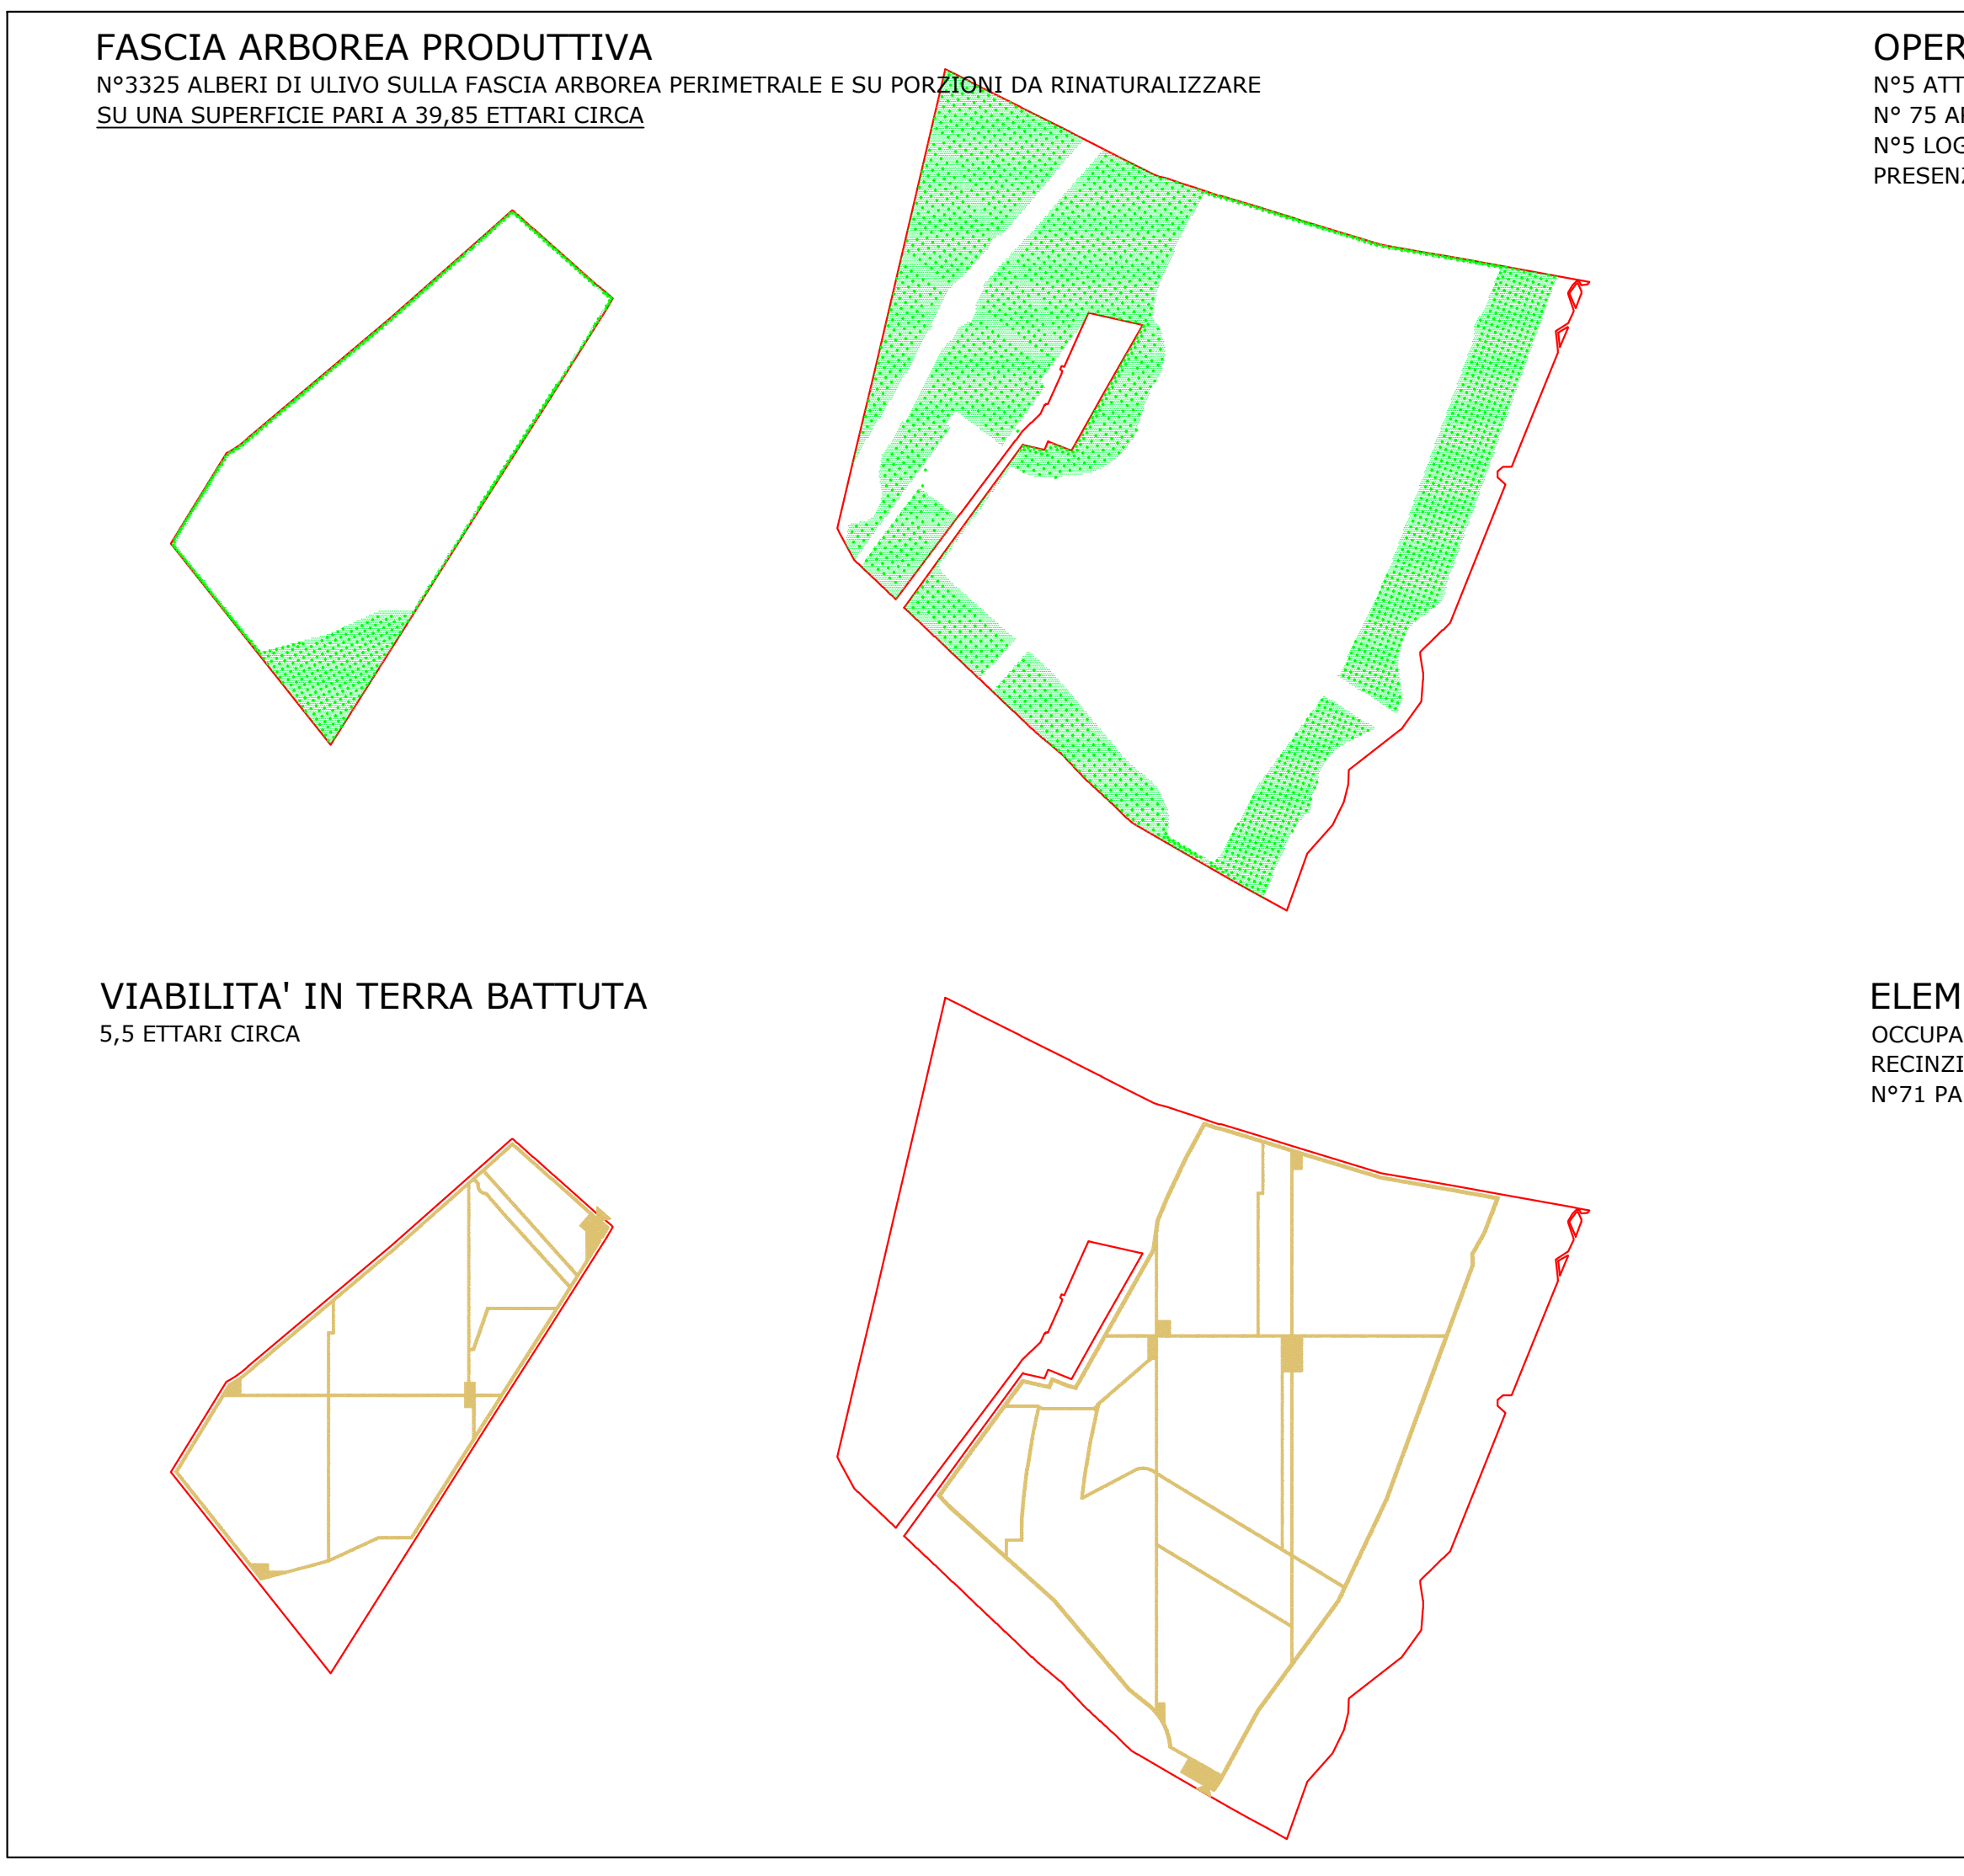 FASCIA ARBOREA PRODUTTIVA
N°3325 ALBERI DI ULIVO SULLA FASCIA ARBOREA PERIMETRALE E SU PORZIONI DA RINATURALIZZARE
SU UNA SUPERFICIE PARI A 39,85 ETTARI CIRCA
OPER
N°5 ATT
N° 75
N°5 LOG
PRESEN
VIABILITA' IN TERRA BATTUTA
5,5 ETTARI CIRCA
ELEM
OCCUPA
RECINZI
N°71 PA